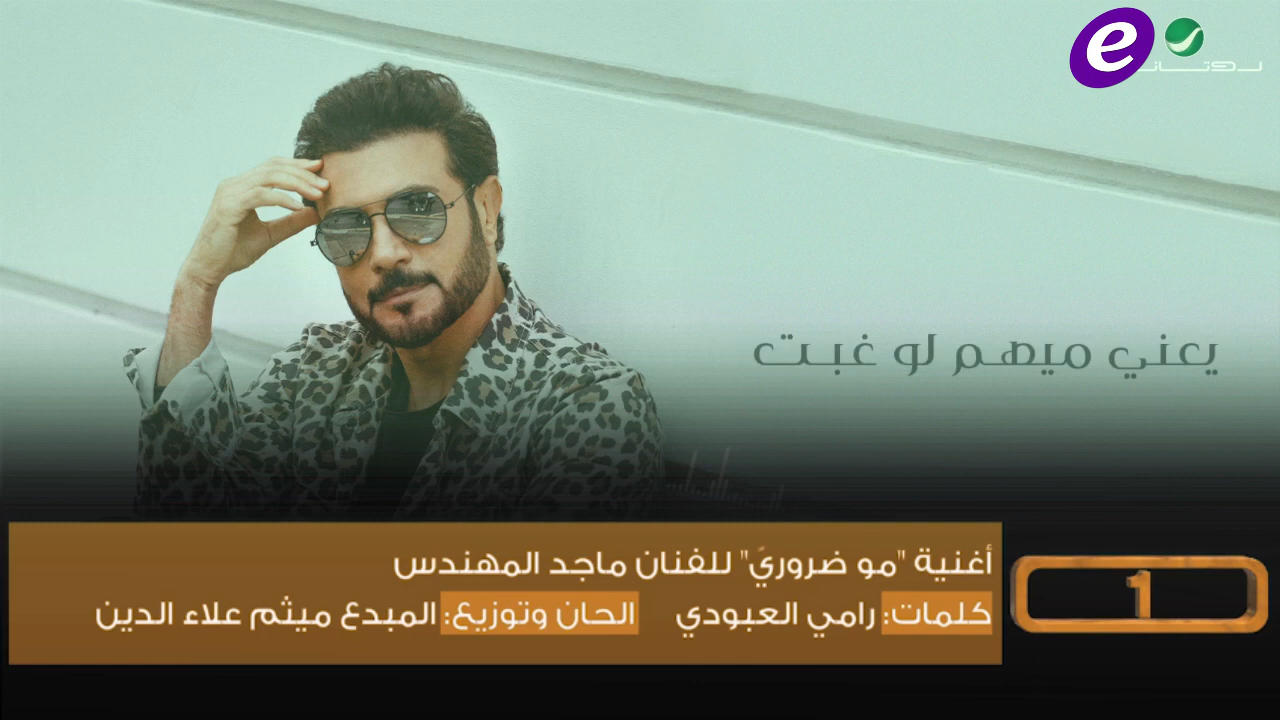 e
روتانا
يعني ميهم لو غبت
أغنية "مو ضروري" للفنان ماجد المهندس
كلمات: رامي العبودي الحان وتوزيع: المبدع ميثم علاء الدين
1